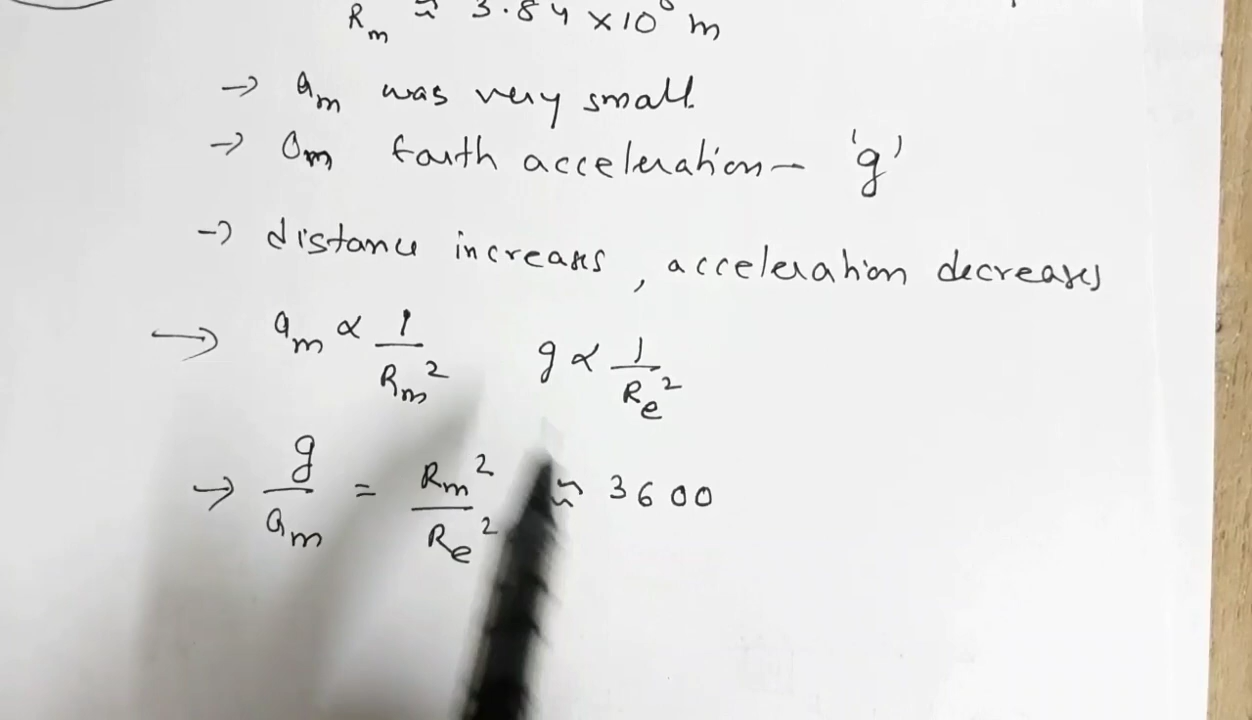 Rm ≈ 3.84 × 10⁸ m
→ am was very small.
→ Om Earth acceleration – 'g'
→ distance increases, acceleration decreases
→ am ∝ 1/Rm² g ∝ 1/Re²
→ g/am = Rm²/Re² ≈ 3600